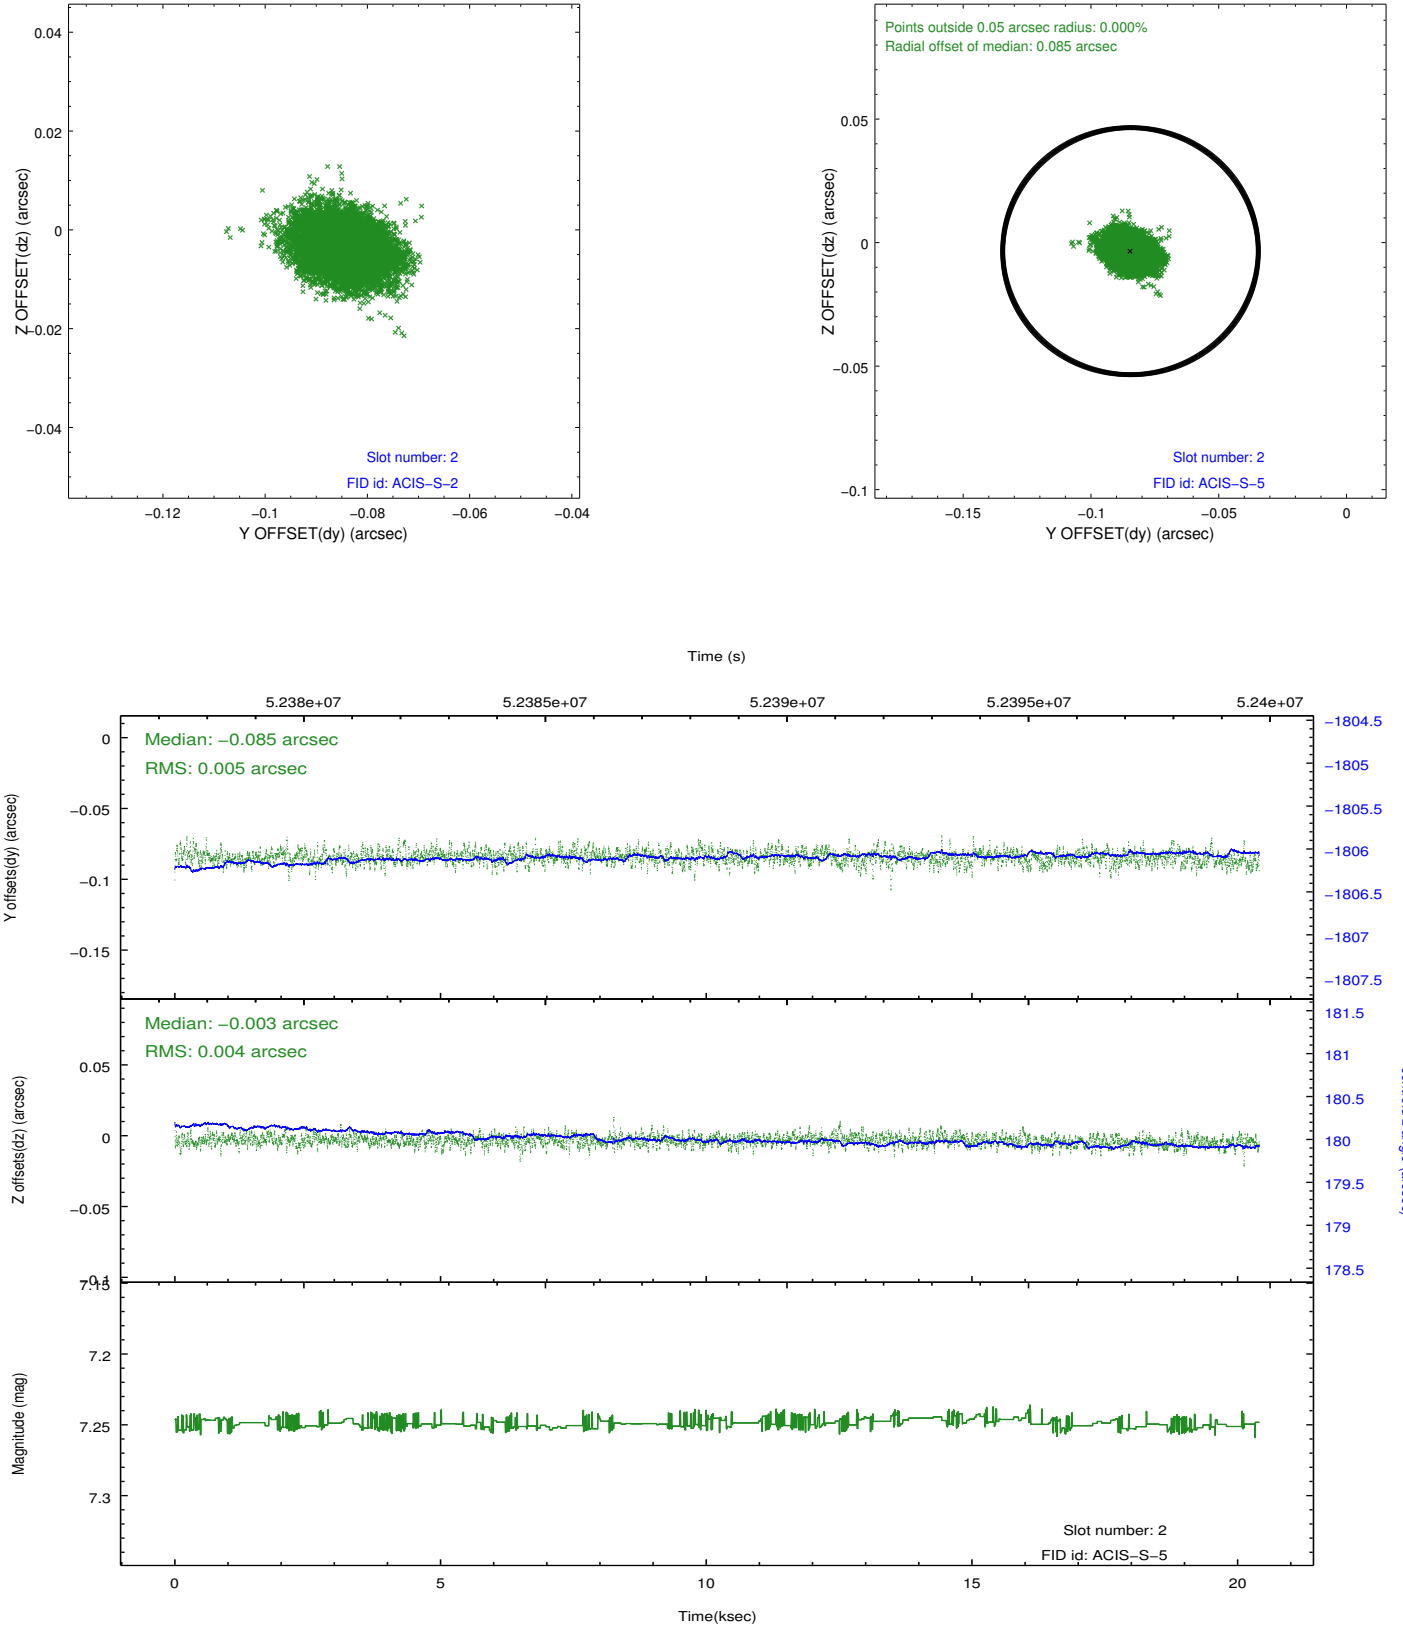 0.04
0.02
0
−0.02
−0.04
Z OFFSET(dz) (arcsec)
Slot number: 2
FID id: ACIS−S−2
−0.12
−0.1
−0.08
−0.06
−0.04
Y OFFSET(dy) (arcsec)
Points outside 0.05 arcsec radius: 0.000%
Radial offset of median: 0.085 arcsec
0.05
0
−0.05
−0.1
Z OFFSET(dz) (arcsec)
Slot number: 2
FID id: ACIS−S−5
−0.15
−0.1
−0.05
0
Y OFFSET(dy) (arcsec)
Time (s)
5.238e+07
5.2385e+07
5.239e+07
5.2395e+07
5.24e+07
Median: −0.085 arcsec
RMS: 0.005 arcsec
0
−0.05
−0.1
−0.15
Y offsets(dy) (arcsec)
−1804.5
−1805
−1805.5
−1806
−1806.5
−1807
−1807.5
Median: −0.003 arcsec
RMS: 0.004 arcsec
0.05
0
−0.05
−0.1
Z offsets(dz) (arcsec)
181.5
181
180.5
180
179.5
179
178.5
7.15
7.2
7.25
7.3
Magnitude (mag)
Slot number: 2
FID id: ACIS−S−5
0
5
10
15
20
Time(ksec)